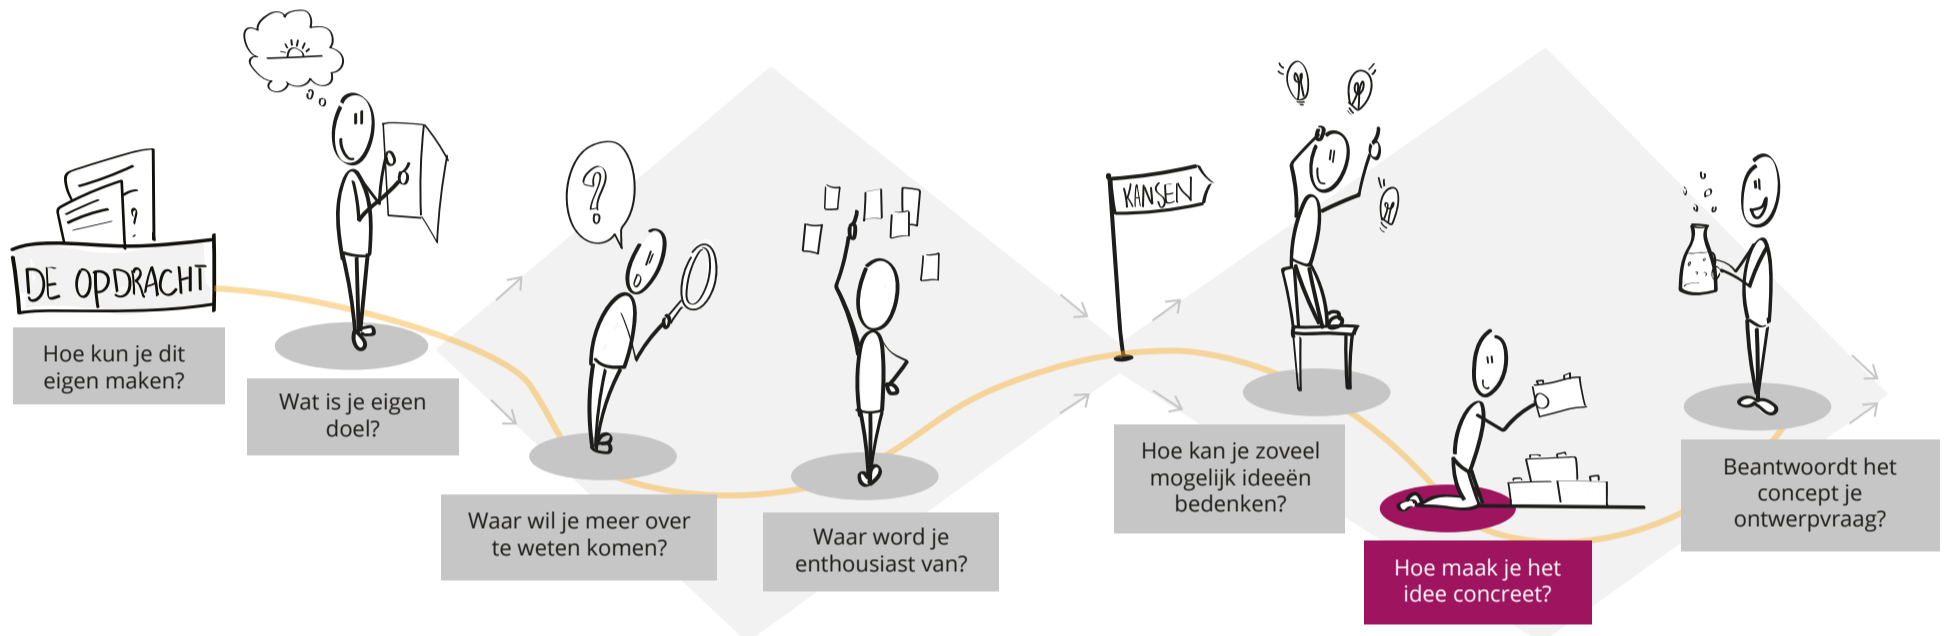 DE OPDRACHT
?
Hoe kun je dit
eigen maken?
Wat is je eigen
doel?
?
Waar wil je meer over
te weten komen?
Waar word je
enthousiast van?
KANSEN
Hoe kan je zoveel
mogelijk ideeën
bedenken?
Hoe maak je het
idee concreet?
Beantwoordt het
concept je
ontwerpvraag?